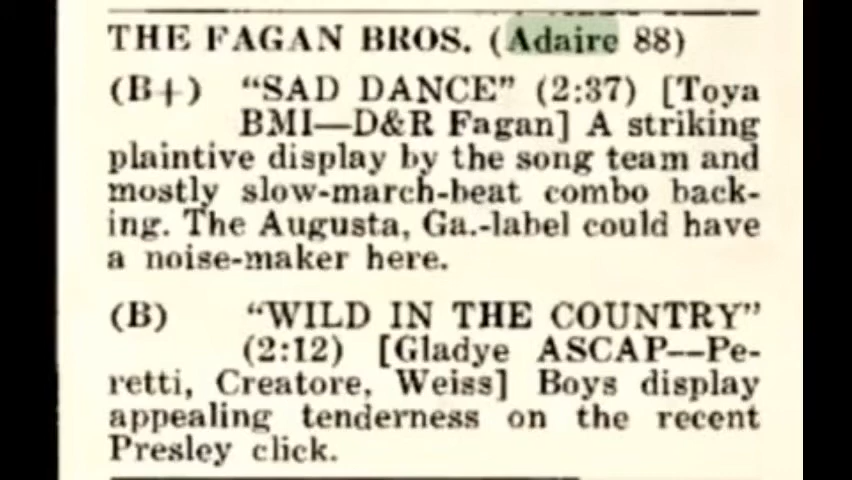 THE FAGAN BROS. (Adaire 88)
(B+) “SAD DANCE” (2:37) [Toya
BMI—D&R Fagan] A striking
plaintive display by the song team and
mostly slow-march-beat combo back-
ing. The Augusta, Ga.-label could have
a noise-maker here.
(B) “WILD IN THE COUNTRY”
(2:12) [Gladye ASCAP—Pe-
retti, Creatore, Weiss] Boys display
appealing tenderness on the recent
Presley click.